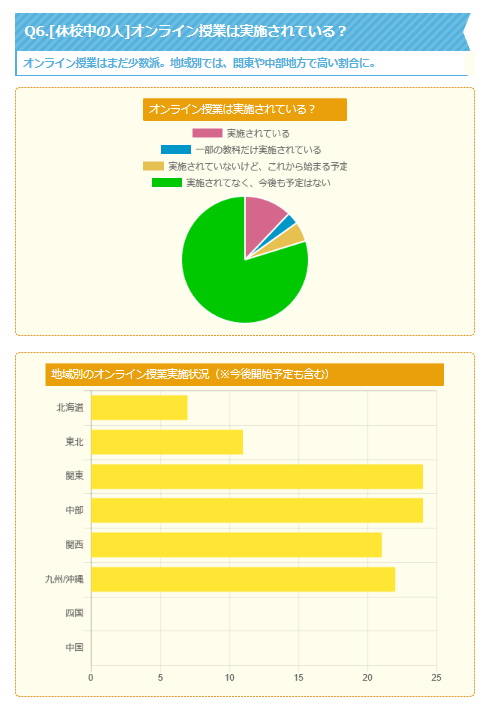 Q6.[休校中の人]オンライン授業は実施されている？
オンライン授業はまだ少数派。地域別では、関東や中部地方で高い割合に。
オンライン授業は実施されている？
実施されている
一部の教科だけ実施されている
実施されていないけど、これから始まる予定
実施されてなく、今後も予定はない
地域別のオンライン授業実施状況（※今後開始予定も含む）
北海道
東北
関東
中部
関西
九州/沖縄
四国
中国
0 5 10 15 20 25